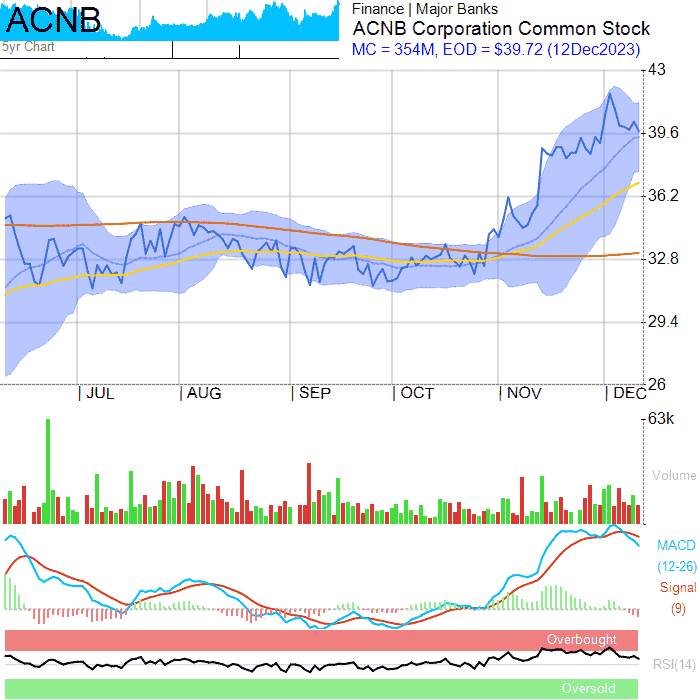 ACNB
5yr Chart
Finance | Major Banks
ACNB Corporation Common Stock
MC = 354M, EOD = $39.72 (12Dec2023)
43
39.6
36.2
32.8
29.4
26
JUL AUG SEP OCT NOV DEC
63k
Volume
MACD
(12-26)
Signal
(9)
Overbought
RSI(14)
Oversold